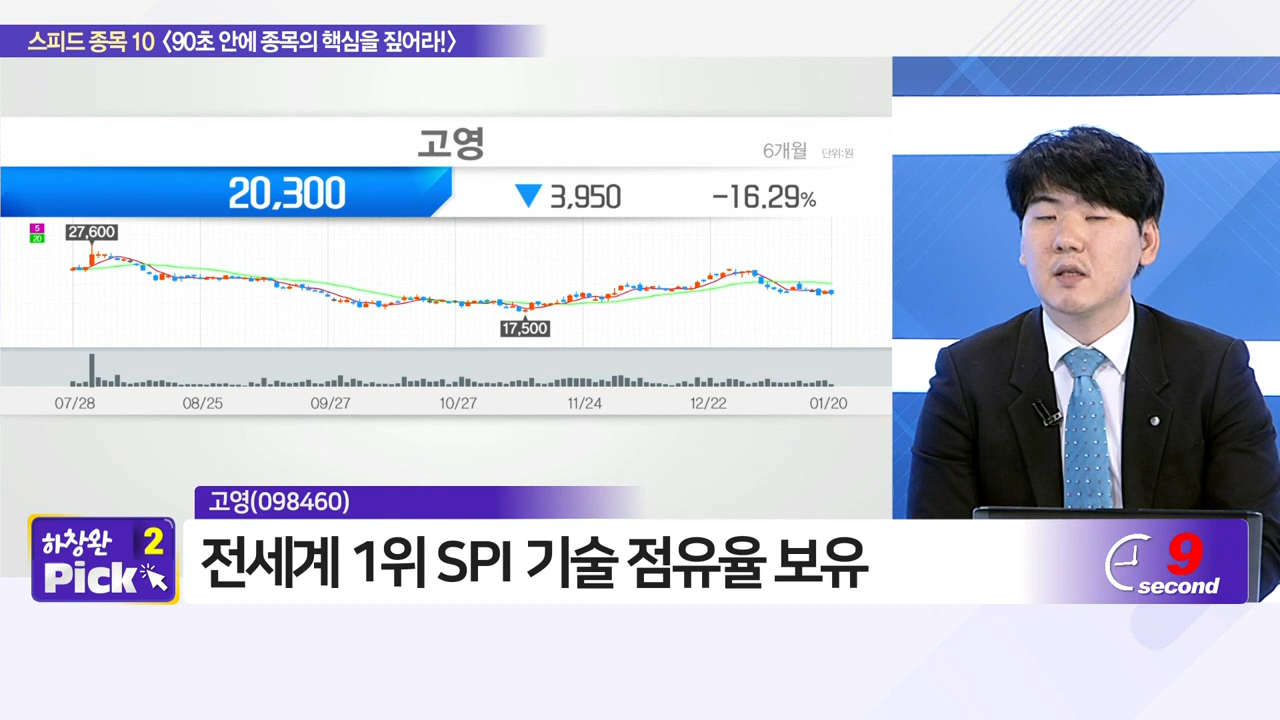 스피드 종목 10 〈90초 안에 종목의 핵심을 짚어라!〉
고영
6개월 단위:원
20,300 ▼ 3,950 -16.29%
5
20
27,600
17,500
07/28 08/25 09/27 10/27 11/24 12/22 01/20
고영(098460)
하창완 2
Pick
전세계 1위 SPI 기술 점유율 보유
9
second